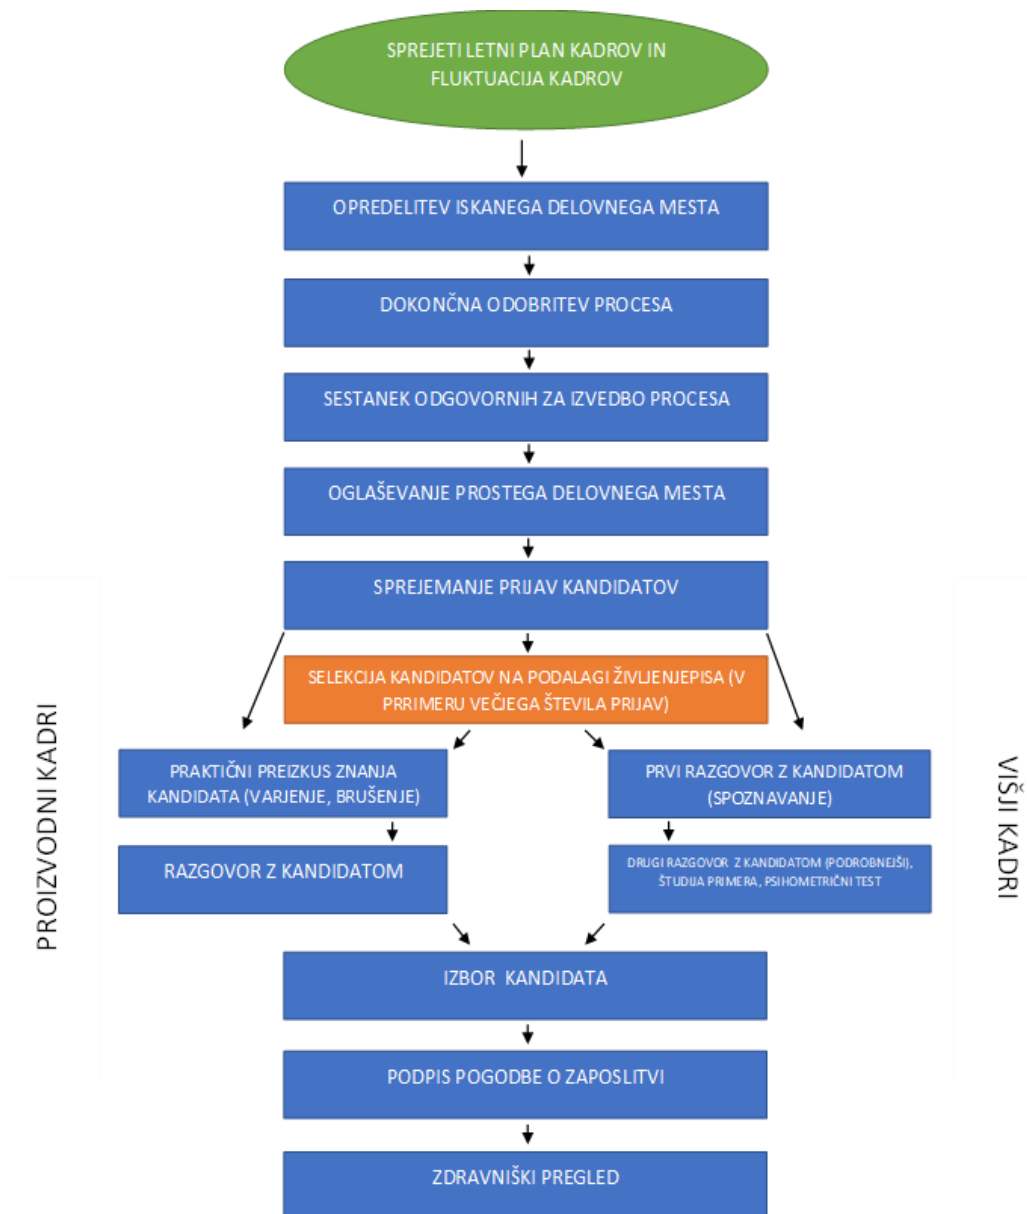 SPREJETI LETNI PLAN KADROV IN
FLUKTUACIJA KADROV
OPREDELITEV ISKANEGA DELOVNEGA MESTA
DOKONČNA ODOBRITEV PROCESA
SESTANEK ODGOVORNIH ZA IZVEDBO PROCESA
OGLAŠEVANJE PROSTEGA DELOVNEGA MESTA
SPREJEMANJE PRIJAV KANDIDATOV
SELEKCIJA KANDIDATOV NA PODALAGI ŽIVLJENJEPISA (V
PRRIMERU VEČJEGA ŠTEVILA PRIJAV)
PROIZVODNI KADRI
PRAKTIČNI PREIZKUS ZNANJA
KANDIDATA (VARJENJE, BRUŠENJE)
RAZGOVOR Z KANDIDATOM
PRVI RAZGOVOR Z KANDIDATOM
(SPOZNAVANJE)
DRUGI RAZGOVOR Z KANDIDATOM (PODROBNEJŠI),
ŠTUDIJA PRIMERA, PSIHOMETRIČNI TEST
VIŠJI KADRI
IZBOR KANDIDATA
PODPIS POGODBE O ZAPOSLITVI
ZDRAVNIŠKI PREGLED